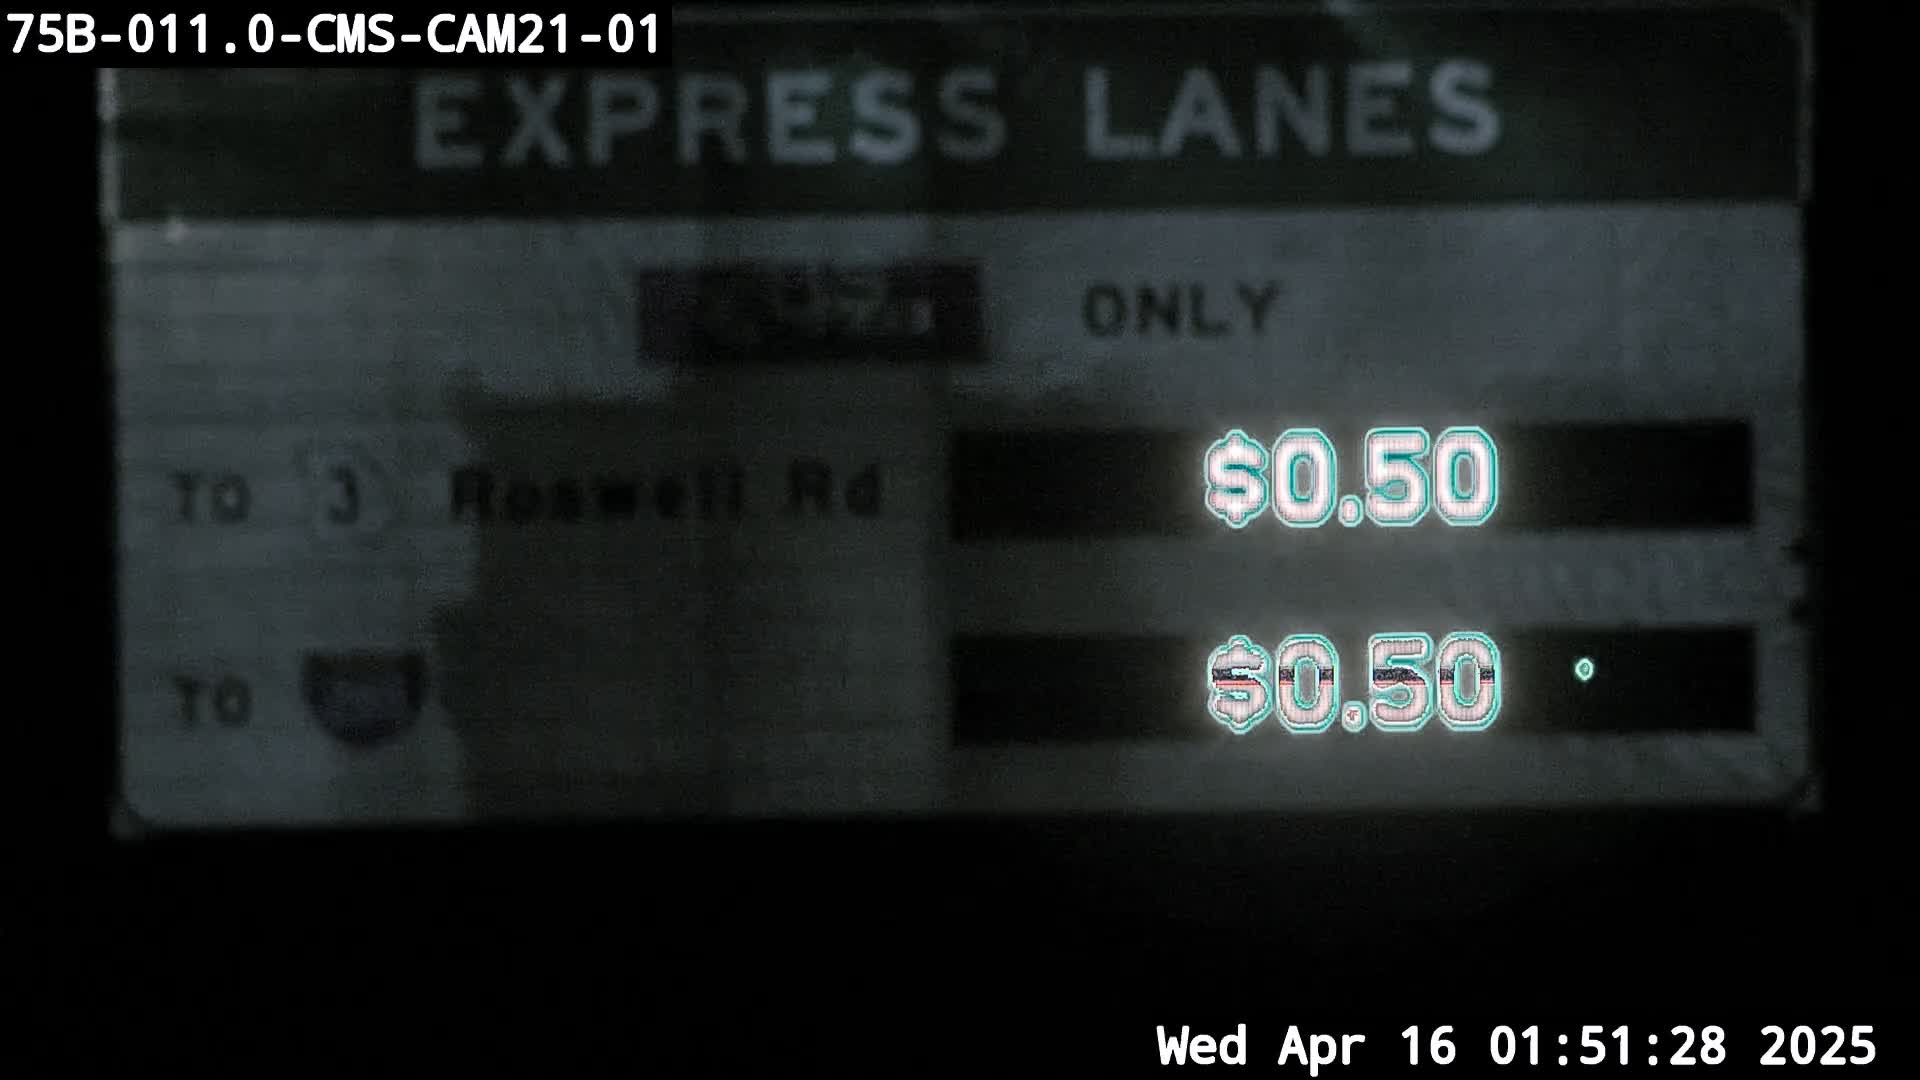 75B-011.0-CMS-CAM21-01
EXPRESS LANES
ONLY
TO 3 Roswell Rd $0.50
TO $0.50
Wed Apr 16 01:51:28 2025